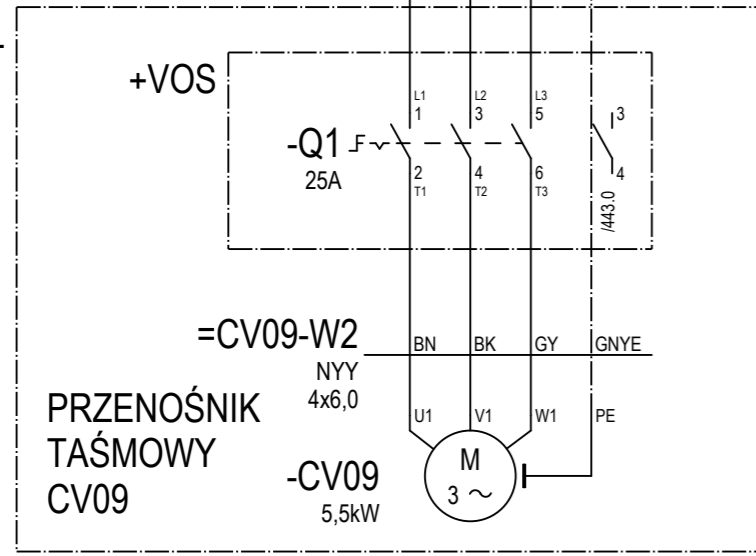 +VOS
L1 L2 L3
1 3 5 3
-Q1
25A
2 4 6 4
T1 T2 T3
/443.0
=CV09-W2
BN BK GY GNYE
NYY
4x6,0
U1 V1 W1 PE
PRZENOŚNIK
TAŚMOWY
CV09
-CV09
5,5kW
M
3 ~